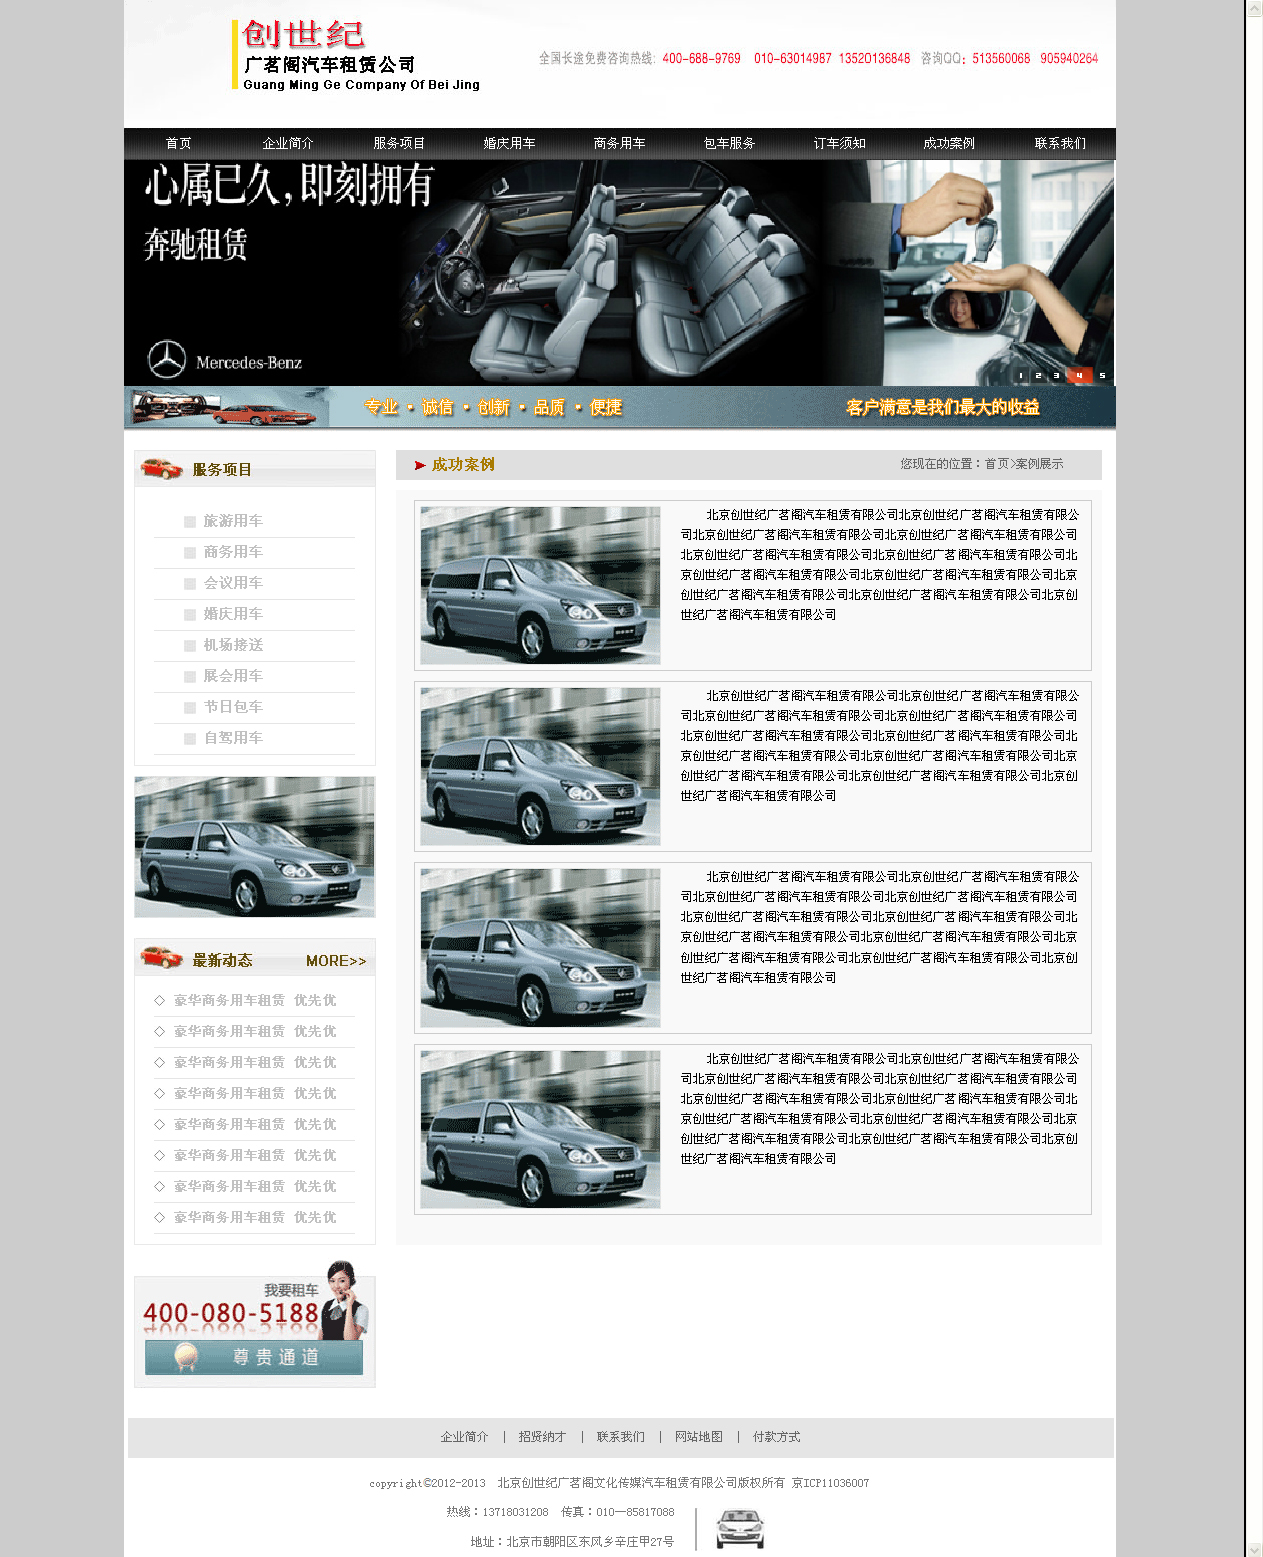 创世纪
广茗阁汽车租赁公司
Guang Ming Ge Company Of Bei Jing
全国长途免费咨询热线: 400-688-9769 010-63014987 13520136848 咨询QQ: 513560068 905940264
首页 企业简介 服务项目 婚庆用车 商务用车 包车服务 订车须知 成功案例 联系我们
心属已久,即刻拥有
奔驰租赁
Mercedes-Benz
1 2 3 4 5
专业 · 诚信 · 创新 · 品质 · 便捷
客户满意是我们最大的收益
服务项目
旅游用车
商务用车
会议用车
婚庆用车
机场接送
展会用车
节日包车
自驾用车
最新动态 MORE>>
豪华商务用车租赁 优先优
豪华商务用车租赁 优先优
豪华商务用车租赁 优先优
豪华商务用车租赁 优先优
豪华商务用车租赁 优先优
豪华商务用车租赁 优先优
豪华商务用车租赁 优先优
豪华商务用车租赁 优先优
我要租车
400-080-5188
尊贵通道
成功案例
您现在的位置：首页>案例展示
北京创世纪广茗阁汽车租赁有限公司北京创世纪广茗阁汽车租赁有限公
司北京创世纪广茗阁汽车租赁有限公司北京创世纪广茗阁汽车租赁有限公司
北京创世纪广茗阁汽车租赁有限公司北京创世纪广茗阁汽车租赁有限公司北
京创世纪广茗阁汽车租赁有限公司北京创世纪广茗阁汽车租赁有限公司北京
创世纪广茗阁汽车租赁有限公司北京创世纪广茗阁汽车租赁有限公司北京创
世纪广茗阁汽车租赁有限公司
北京创世纪广茗阁汽车租赁有限公司北京创世纪广茗阁汽车租赁有限公
司北京创世纪广茗阁汽车租赁有限公司北京创世纪广茗阁汽车租赁有限公司
北京创世纪广茗阁汽车租赁有限公司北京创世纪广茗阁汽车租赁有限公司北
京创世纪广茗阁汽车租赁有限公司北京创世纪广茗阁汽车租赁有限公司北京
创世纪广茗阁汽车租赁有限公司北京创世纪广茗阁汽车租赁有限公司北京创
世纪广茗阁汽车租赁有限公司
北京创世纪广茗阁汽车租赁有限公司北京创世纪广茗阁汽车租赁有限公
司北京创世纪广茗阁汽车租赁有限公司北京创世纪广茗阁汽车租赁有限公司
北京创世纪广茗阁汽车租赁有限公司北京创世纪广茗阁汽车租赁有限公司北
京创世纪广茗阁汽车租赁有限公司北京创世纪广茗阁汽车租赁有限公司北京
创世纪广茗阁汽车租赁有限公司北京创世纪广茗阁汽车租赁有限公司北京创
世纪广茗阁汽车租赁有限公司
北京创世纪广茗阁汽车租赁有限公司北京创世纪广茗阁汽车租赁有限公
司北京创世纪广茗阁汽车租赁有限公司北京创世纪广茗阁汽车租赁有限公司
北京创世纪广茗阁汽车租赁有限公司北京创世纪广茗阁汽车租赁有限公司北
京创世纪广茗阁汽车租赁有限公司北京创世纪广茗阁汽车租赁有限公司北京
创世纪广茗阁汽车租赁有限公司北京创世纪广茗阁汽车租赁有限公司北京创
世纪广茗阁汽车租赁有限公司
企业简介 | 招贤纳才 | 联系我们 | 网站地图 | 付款方式
copyright©2012-2013 北京创世纪广茗阁文化传媒汽车租赁有限公司版权所有 京ICP11036007
热线：13718031208 传真：010—85817088
地址：北京市朝阳区东风乡辛庄甲27号